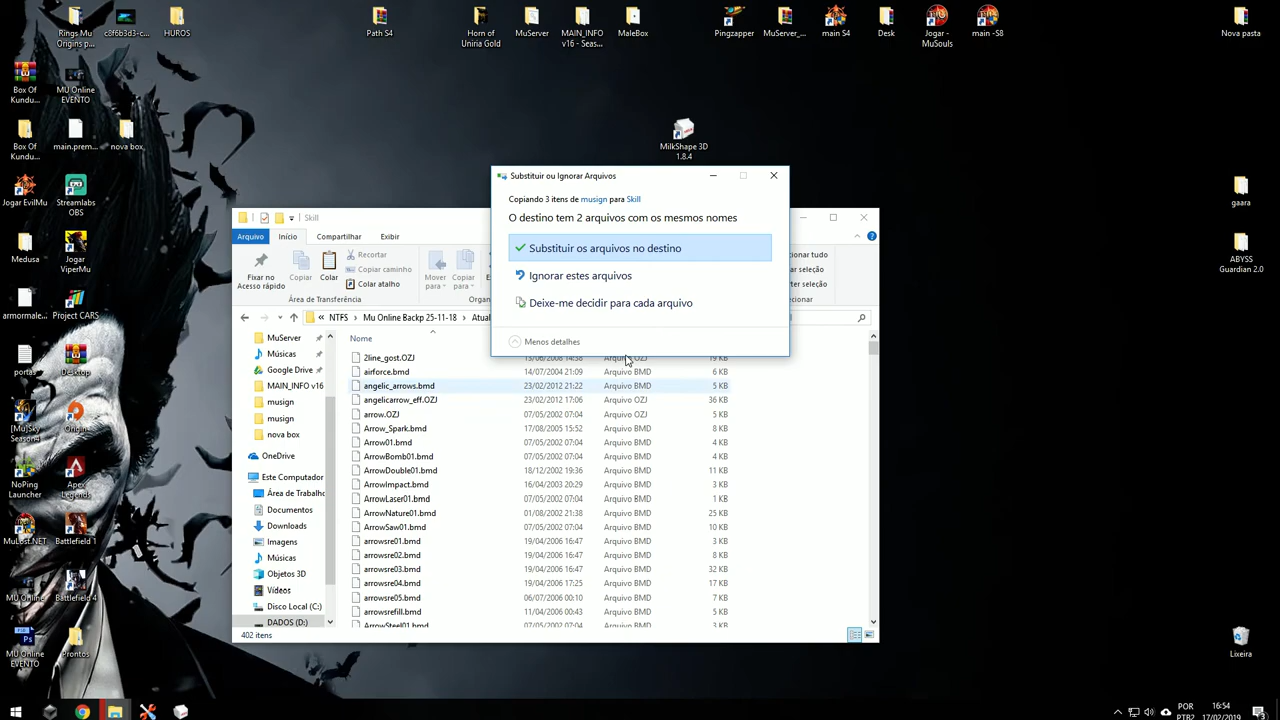 Rings Mu
Origins p...
c8f6b3d3-c...
HUROS
Path S4
Horn of
Uniria Gold
MuServer
MAIN_INFO
v16 - Seas...
MaleBox
Pingzapper
MuServer_...
main S4
Desk
Jogar -
MuSouls
main -S8
Nova pasta
Box Of
Kundu...
MU Online
EVENTO
Box Of
Kundu...
main.prem...
nova box
MilkShape 3D
1.8.4
Jogar EvilMu
Streamlabs
OBS
gaara
Medusa
Jogar
ViperMu
ABYSS
Guardian 2.0
armormale...
Project CARS
portas
Desktop
[Mu]Sky
Season4
Origin
NoPing
Launcher
Apex
Legends
MuLost.NET
Battlefield 1
MU Online
Battlefield 4
MU Online
EVENTO
Prontos
Lixeira
Substituir ou Ignorar Arquivos
Copiando 3 itens de musign para Skill
O destino tem 2 arquivos com os mesmos nomes
Substituir os arquivos no destino
Ignorar estes arquivos
Deixe-me decidir para cada arquivo
Menos detalhes
Skill
Arquivo Início Compartilhar Exibir
Fixar no
Acesso rápido
Copiar
Colar
Recortar
Copiar caminho
Colar atalho
Área de Transferência
Mover
para
Copiar
para
Organ
cionar tudo
ar seleção
rter seleção
cionar
« NTFS > Mu Online Backp 25-11-18 > Atual
MuServer
Músicas
Google Drive
MAIN_INFO v16
musign
musign
nova box
OneDrive
Este Computador
Área de Trabalho
Documentos
Downloads
Imagens
Músicas
Objetos 3D
Vídeos
Disco Local (C:)
DADOS (D:)
Nome
2line_gost.OZJ 13/06/2006 14:38 Arquivo OZJ 19 KB
airforce.bmd 14/07/2004 21:09 Arquivo BMD 6 KB
angelic_arrows.bmd 23/02/2012 21:22 Arquivo BMD 5 KB
angelicarrow_eff.OZJ 23/02/2012 17:06 Arquivo OZJ 36 KB
arrow.OZJ 07/05/2002 07:04 Arquivo OZJ 5 KB
Arrow_Spark.bmd 17/08/2005 15:52 Arquivo BMD 8 KB
Arrow01.bmd 07/05/2002 07:04 Arquivo BMD 4 KB
ArrowBomb01.bmd 07/05/2002 07:04 Arquivo BMD 4 KB
ArrowDouble01.bmd 18/12/2002 19:36 Arquivo BMD 11 KB
ArrowImpact.bmd 16/04/2003 20:29 Arquivo BMD 3 KB
ArrowLaser01.bmd 07/05/2002 07:04 Arquivo BMD 1 KB
ArrowNature01.bmd 01/08/2002 21:38 Arquivo BMD 25 KB
ArrowSaw01.bmd 07/05/2002 07:04 Arquivo BMD 10 KB
arrowsre01.bmd 19/04/2006 16:47 Arquivo BMD 3 KB
arrowsre02.bmd 19/04/2006 16:47 Arquivo BMD 8 KB
arrowsre03.bmd 19/04/2006 16:47 Arquivo BMD 32 KB
arrowsre04.bmd 19/04/2006 17:25 Arquivo BMD 17 KB
arrowsre05.bmd 06/07/2006 00:10 Arquivo BMD 7 KB
arrowsrefill.bmd 11/04/2006 00:43 Arquivo BMD 5 KB
ArrowSteel01.bmd 07/05/2002 07:04 Arquivo BMD 3 KB
402 itens
POR
PTB2
16:54
17/02/2019